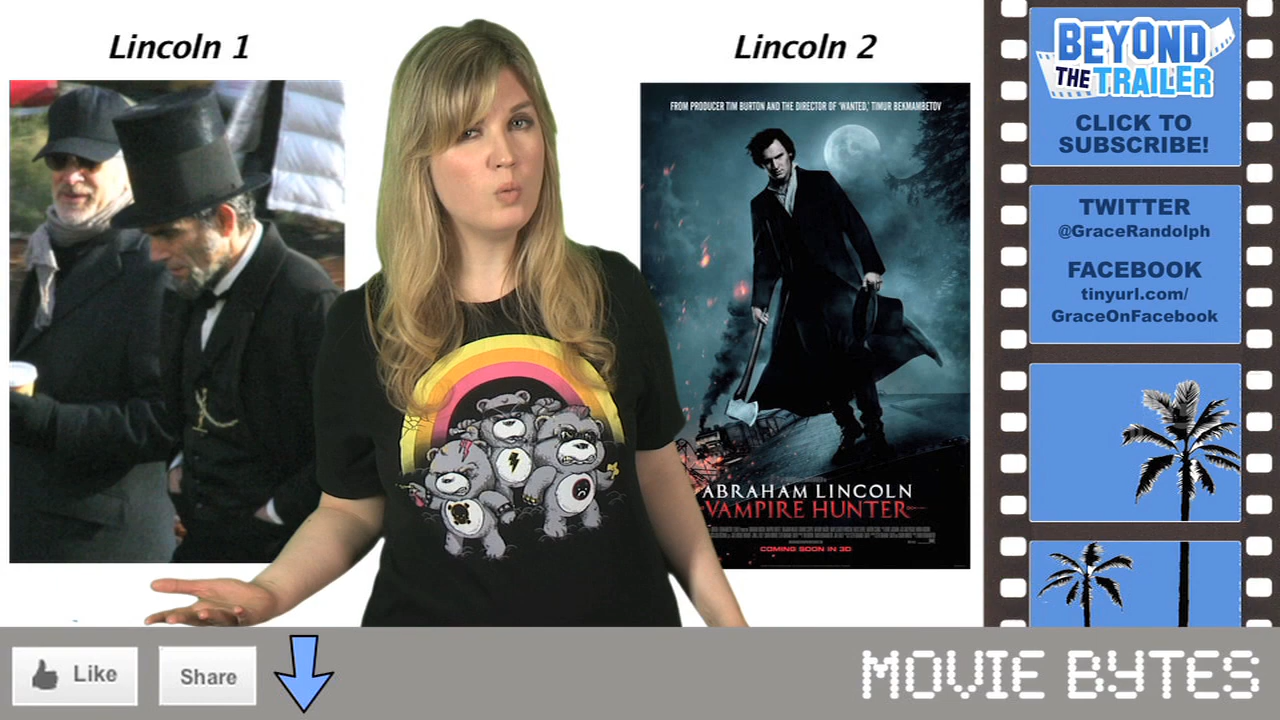 Lincoln 1
Lincoln 2
FROM PRODUCER TIM BURTON AND THE DIRECTOR OF 'WANTED,' TIMUR BEKMAMBETOV
ABRAHAM LINCOLN
VAMPIRE HUNTER
COMING SOON IN 3D
BEYOND
THE TRAILER
CLICK TO
SUBSCRIBE!
TWITTER
@GraceRandolph
FACEBOOK
tinyurl.com/
GraceOnFacebook
Like
Share
MOVIE BYTES